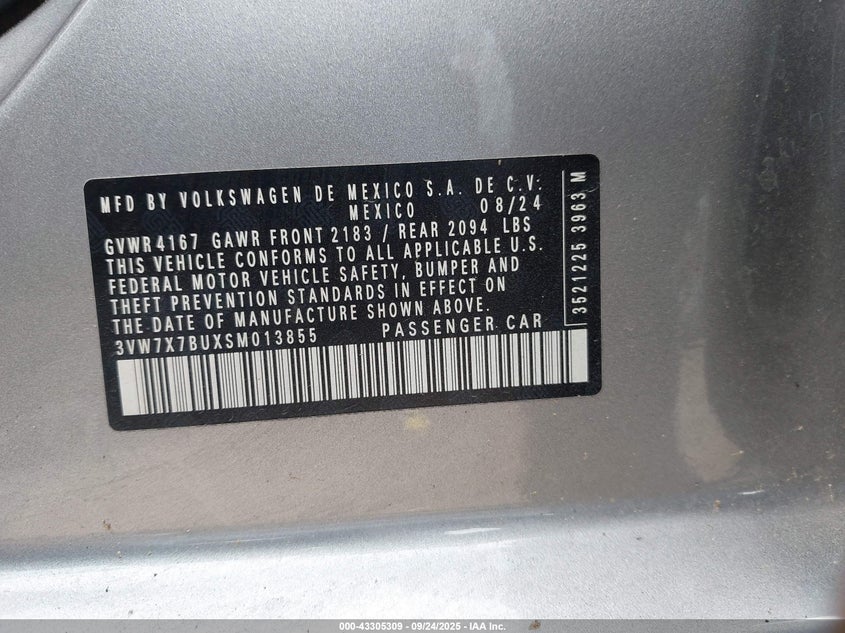 MFD BY VOLKSWAGEN DE MEXICO S.A. DE C.V:
MEXICO 08/24
GVWR4167 GAWR FRONT 2183 / REAR 2094 LBS
THIS VEHICLE CONFORMS TO ALL APPLICABLE U.S.
FEDERAL MOTOR VEHICLE SAFETY, BUMPER AND
THEFT PREVENTION STANDARDS IN EFFECT ON
THE DATE OF MANUFACTURE SHOWN ABOVE.
3VW7X7BUXSM013855 PASSENGER CAR
3521225 3963 M
000-43305309 - 09/24/2025 - IAA Inc.